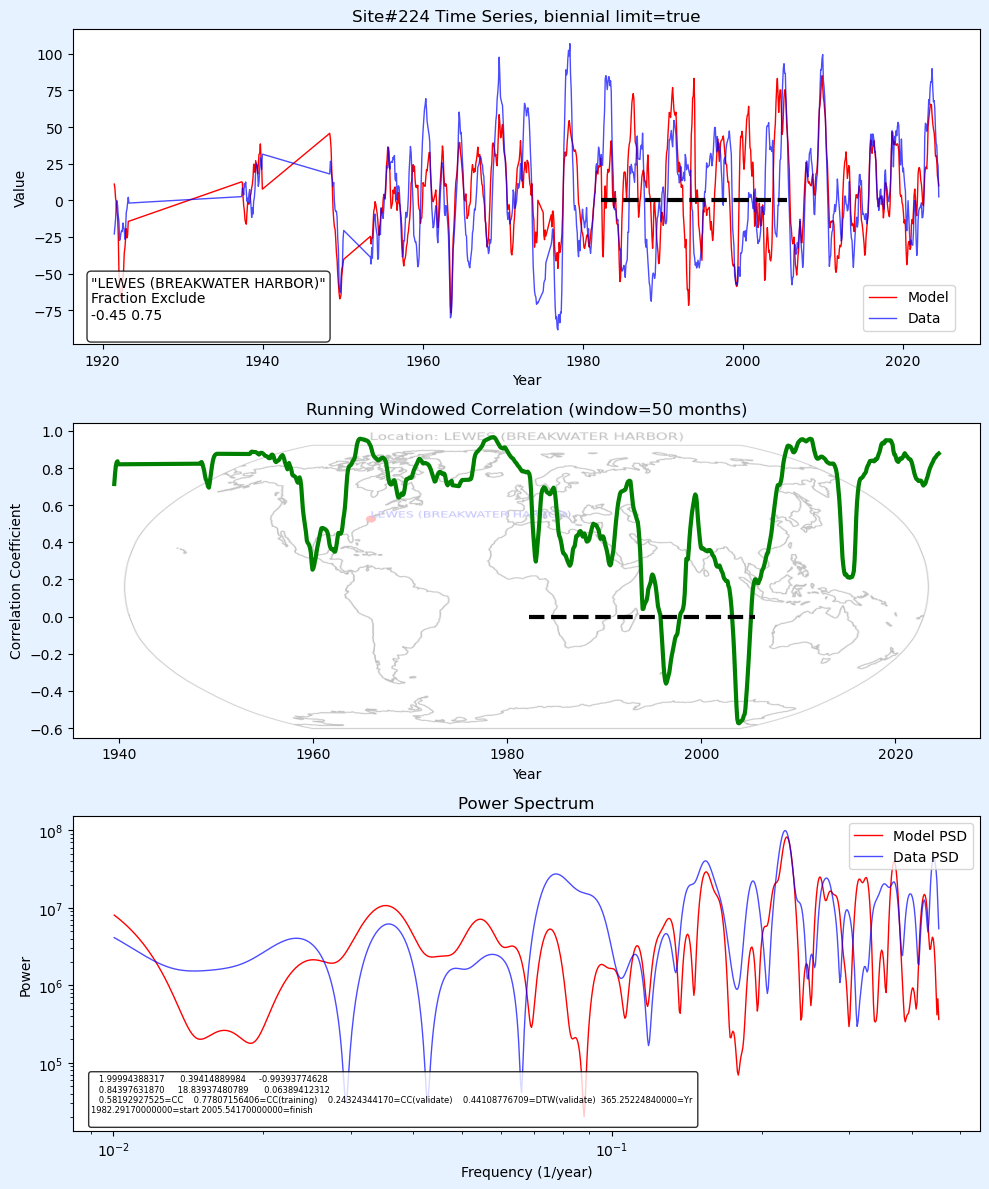 Site#224 Time Series, biennial limit=true
100
75
50
25
0
−25
−50
−75
Value
"LEWES (BREAKWATER HARBOR)"
Fraction Exclude
-0.45 0.75
Model
Data
1920
1940
1960
1980
2000
2020
Year
Running Windowed Correlation (window=50 months)
Location: LEWES (BREAKWATER HARBOR)
LEWES (BREAKWATER HARBOR)
1.0
0.8
0.6
0.4
0.2
0.0
−0.2
−0.4
−0.6
Correlation Coefficient
1940
1960
1980
2000
2020
Year
Power Spectrum
Model PSD
Data PSD
10^8
10^7
10^6
10^5
Power
1.99994388317 0.39414889984 -0.99393774628
0.84397631870 18.83937480789 0.06389412312
0.58192927525=CC 0.77807156406=CC(training) 0.24324344170=CC(validate) 0.44108776709=DTW(validate) 365.25224840000=Yr
1982.29170000000=start 2005.54170000000=finish
10^−2
10^−1
Frequency (1/year)